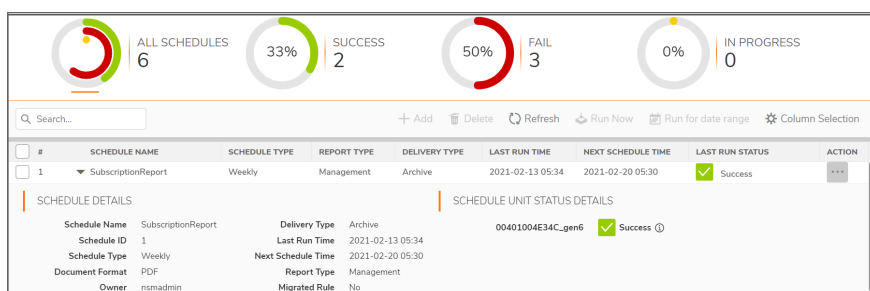 ALL SCHEDULES
6
33%
SUCCESS
2
50%
FAIL
3
0%
IN PROGRESS
0
Search...
Add Delete Refresh Run Now Run for date range Column Selection
# SCHEDULE NAME SCHEDULE TYPE REPORT TYPE DELIVERY TYPE LAST RUN TIME NEXT SCHEDULE TIME LAST RUN STATUS ACTION
1 SubscriptionReport Weekly Management Archive 2021-02-13 05:34 2021-02-20 05:30 Success
SCHEDULE DETAILS
Schedule Name SubscriptionReport Delivery Type Archive
Schedule ID 1 Last Run Time 2021-02-13 05:34
Schedule Type Weekly Next Schedule Time 2021-02-20 05:30
Document Format PDF Report Type Management
Owner nsmadmin Migrated Rule No
SCHEDULE UNIT STATUS DETAILS
00401004E34C_gen6 Success